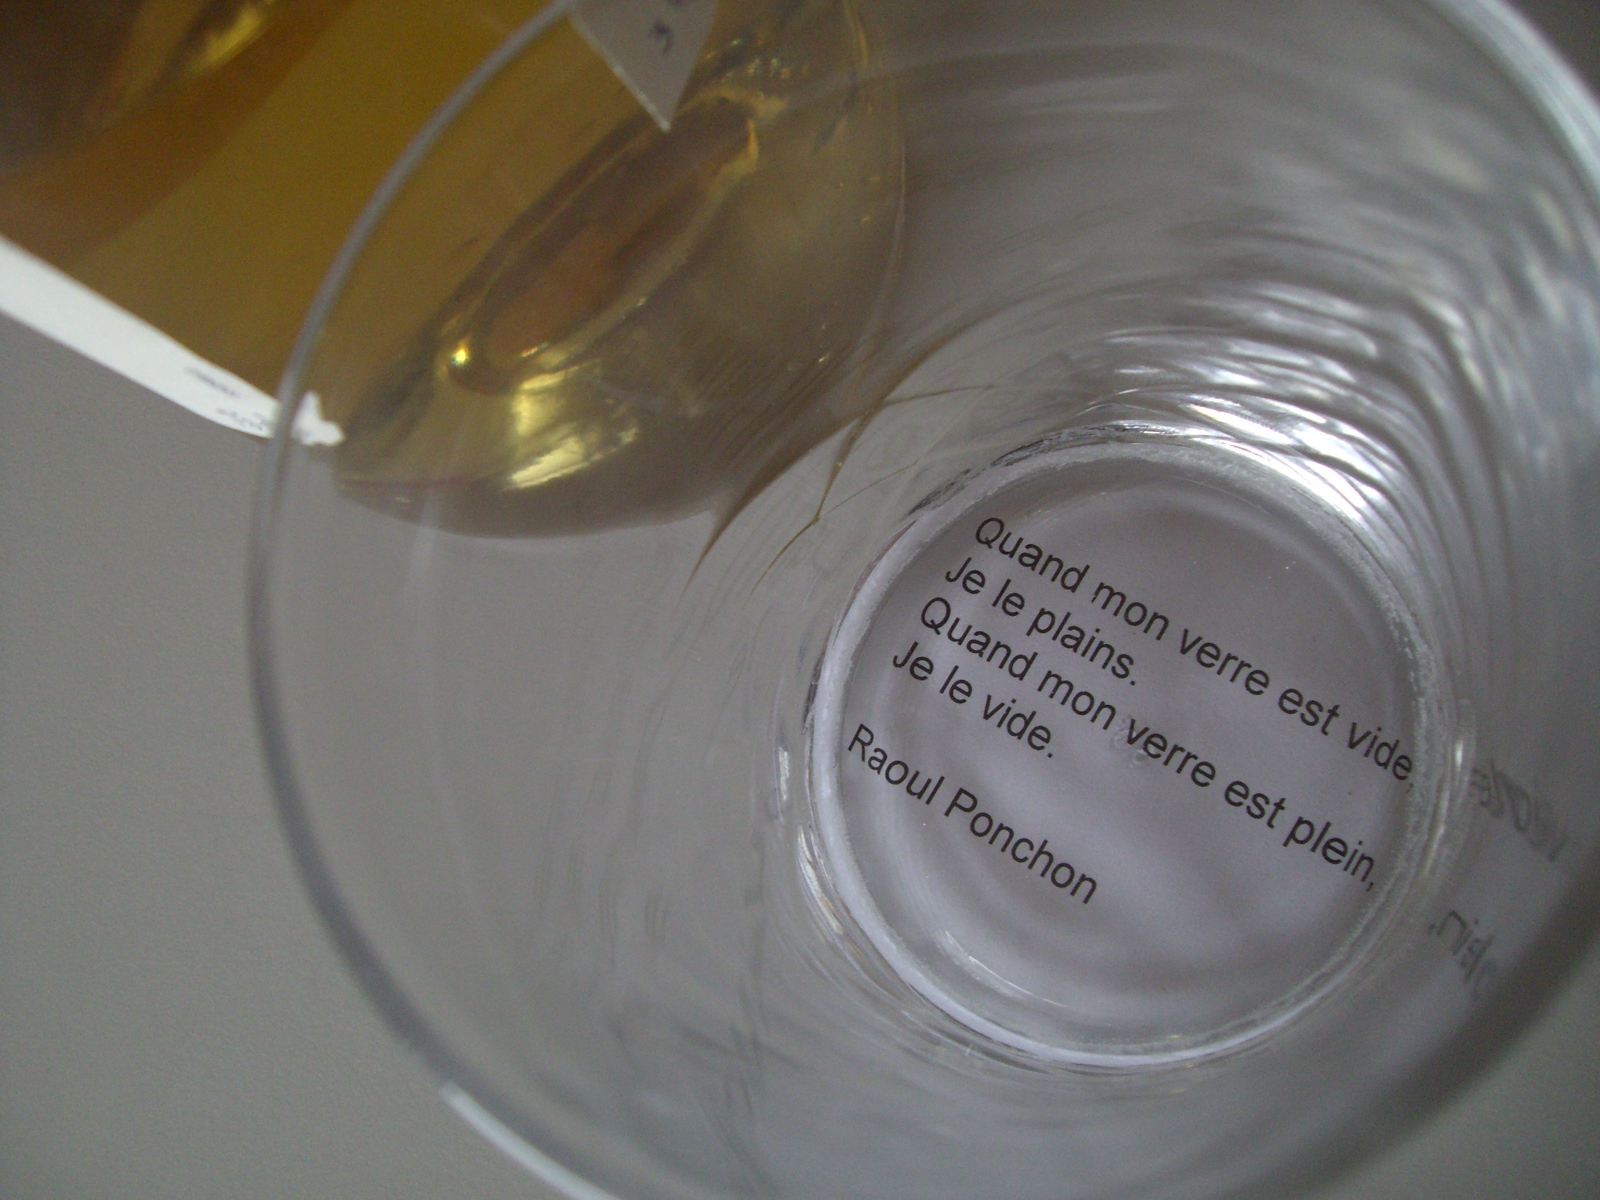 Quand mon verre est vide,
Je le plains.
Quand mon verre est plein,
Je le vide.
Raoul Ponchon